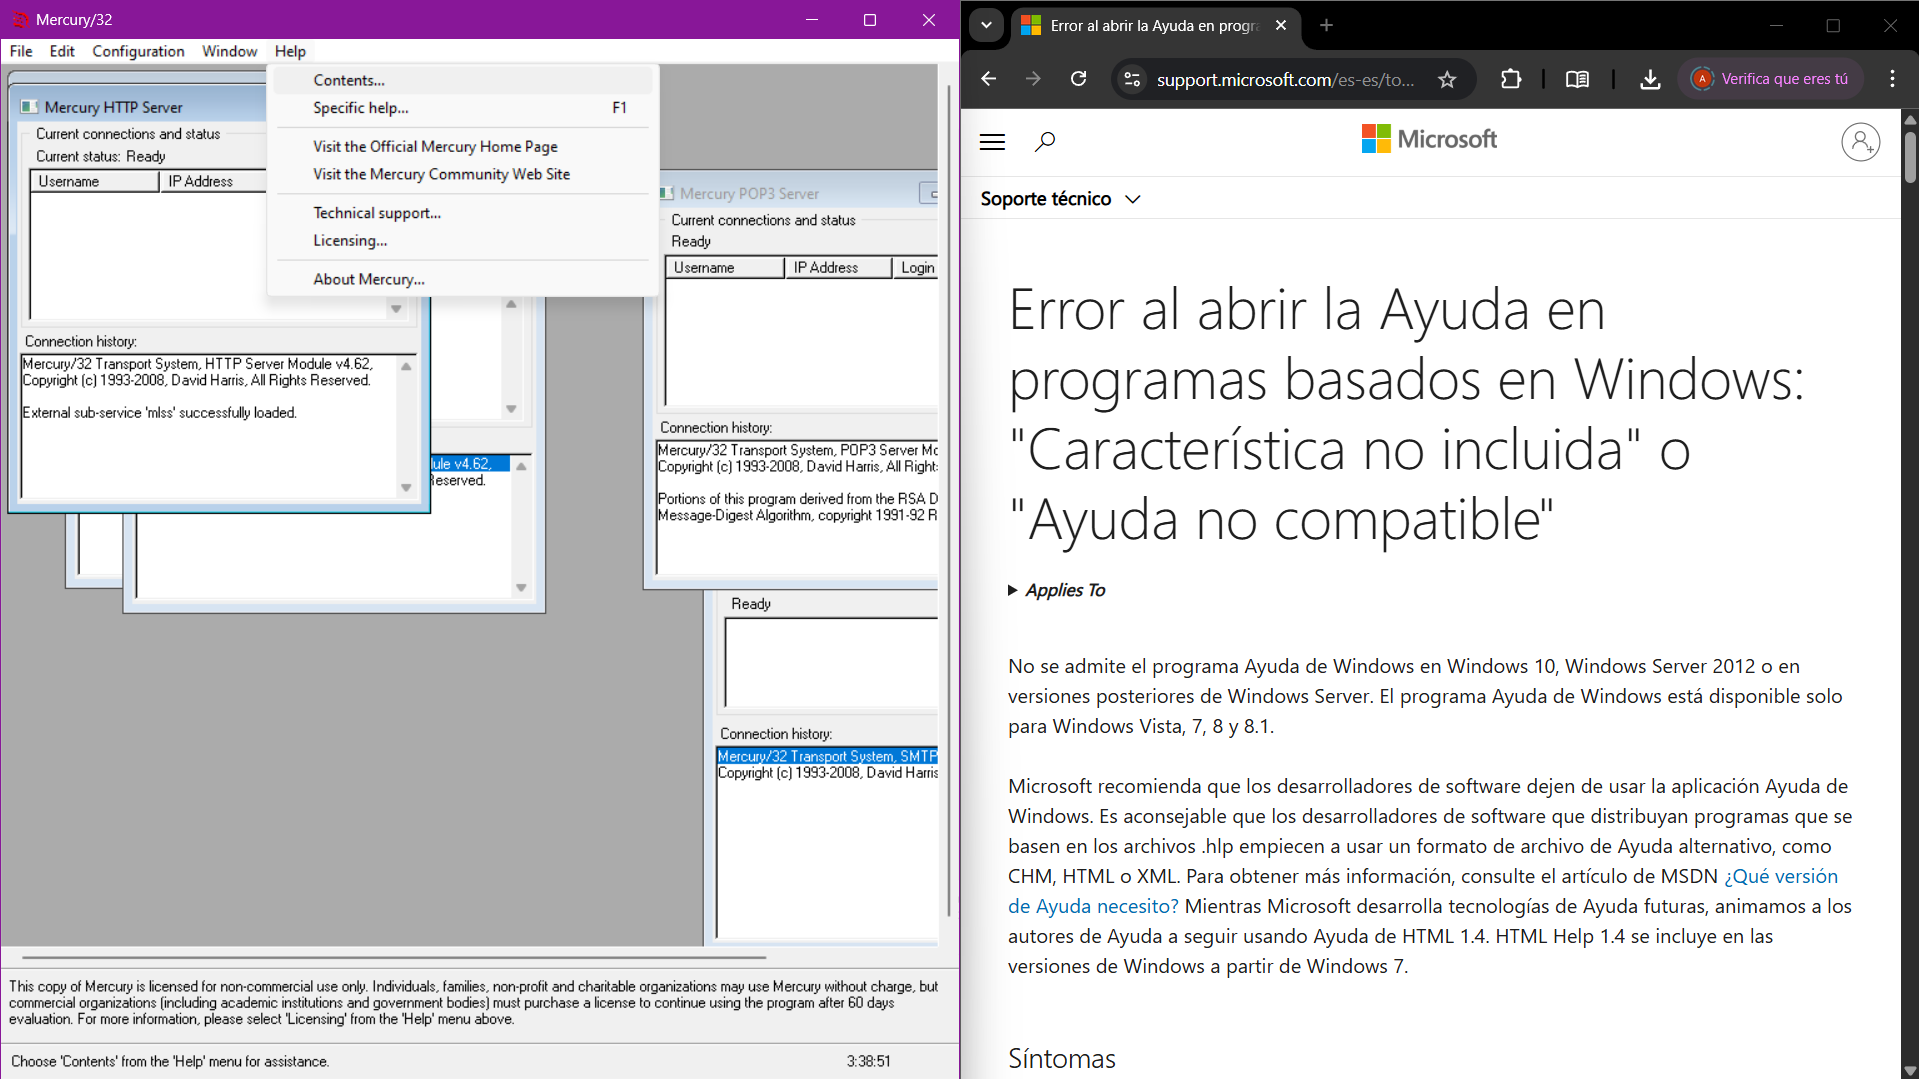 Mercury/32
File Edit Configuration Window Help
Contents...
Specific help... F1
Visit the Official Mercury Home Page
Visit the Mercury Community Web Site
Technical support...
Licensing...
About Mercury...
Mercury HTTP Server
Current connections and status
Current status: Ready
Username IP Address
Connection history:
Mercury/32 Transport System, HTTP Server Module v4.62,
Copyright (c) 1993-2008, David Harris, All Rights Reserved.
External sub-service 'mlss' successfully loaded.
v4.62,
Reserved.
Mercury POP3 Server
Current connections and status
Ready
Username IP Address Login
Connection history:
Mercury/32 Transport System, POP3 Server
Copyright (c) 1993-2008, David Harris, All
Portions of this program derived from the RSA
Message-Digest Algorithm, copyright 1991-92
Ready
Connection history:
Mercury/32 Transport System, SMTP
Copyright (c) 1993-2008, David Harris
This copy of Mercury is licensed for non-commercial use only. Individuals, families, non-profit and charitable organizations may use Mercury without charge, but
commercial organizations (including academic institutions and government bodies) must purchase a license to continue using the program after 60 days
evaluation. For more information, please select 'Licensing' from the 'Help' menu above.
Choose 'Contents' from the 'Help' menu for assistance. 3:38:51
Error al abrir la Ayuda en progr
support.microsoft.com/es-es/to...
Verifica que eres tú
Microsoft
Soporte técnico
Error al abrir la Ayuda en
programas basados en Windows:
"Característica no incluida" o
"Ayuda no compatible"
Applies To
No se admite el programa Ayuda de Windows en Windows 10, Windows Server 2012 o en
versiones posteriores de Windows Server. El programa Ayuda de Windows está disponible solo
para Windows Vista, 7, 8 y 8.1.
Microsoft recomienda que los desarrolladores de software dejen de usar la aplicación Ayuda de
Windows. Es aconsejable que los desarrolladores de software que distribuyan programas que se
basen en los archivos .hlp empiecen a usar un formato de archivo de Ayuda alternativo, como
CHM, HTML o XML. Para obtener más información, consulte el artículo de MSDN ¿Qué versión
de Ayuda necesito? Mientras Microsoft desarrolla tecnologías de Ayuda futuras, animamos a los
autores de Ayuda a seguir usando Ayuda de HTML 1.4. HTML Help 1.4 se incluye en las
versiones de Windows a partir de Windows 7.
Síntomas